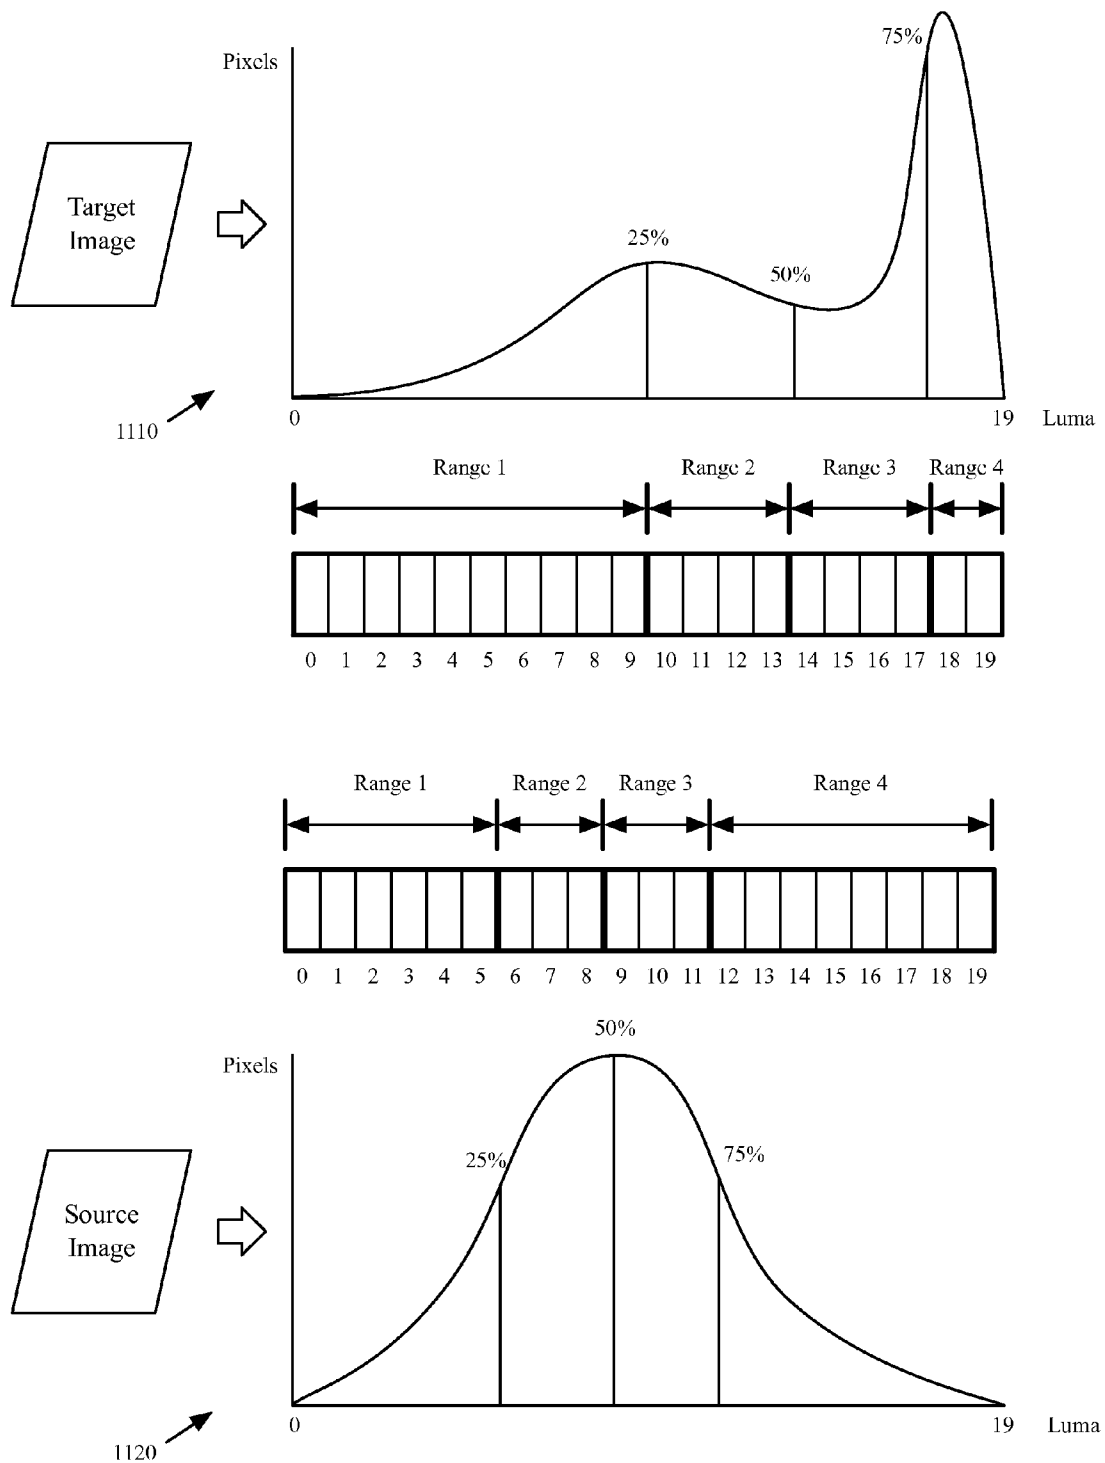 75%
Pixels
Target
Image
25%
50%
0
19
Luma
1110
Range 1
Range 2
Range 3
Range 4
0 1 2 3 4 5 6 7 8 9 10 11 12 13 14 15 16 17 18 19
Range 1
Range 2
Range 3
Range 4
0 1 2 3 4 5 6 7 8 9 10 11 12 13 14 15 16 17 18 19
50%
Pixels
25%
75%
Source
Image
0
19
Luma
1120